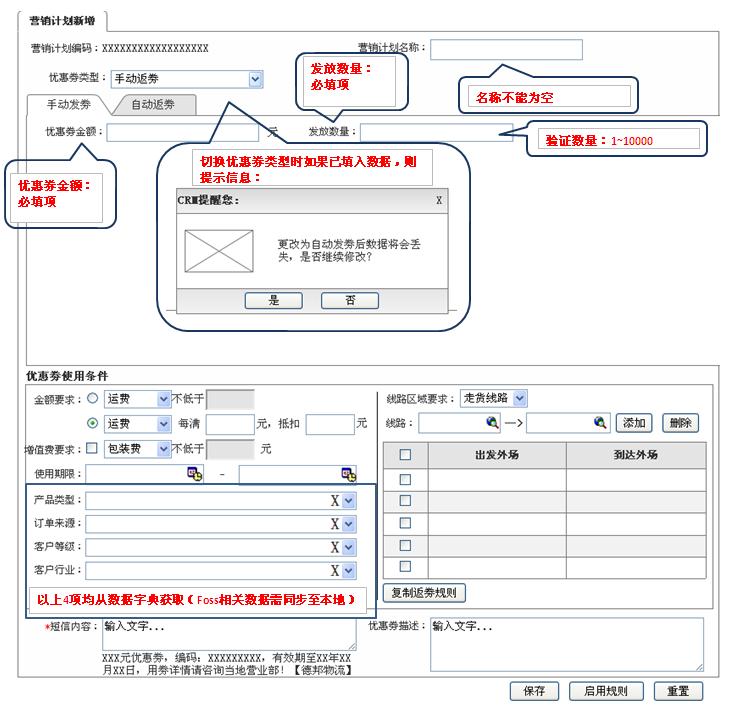 营销计划新增
营销计划编码：XXXXXXXXXXXXXXXXXX
营销计划名称：
优惠券类型：手动返券
发放数量：
必填项
名称不能为空
手动发券
自动返券
优惠券金额：
元
发放数量：
验证数量：1~10000
优惠券金额：
必填项
切换优惠券类型时如果已填入数据，则
提示信息：
CRM提醒您：
X
更改为自动发券后数据将会丢
失，是否继续修改？
是
否
优惠券使用条件
金额要求：
运费
不低于
运费
每满
元，抵扣
元
增值费要求：
包装费
不低于
元
使用期限：
-
产品类型：
X
订单来源：
X
客户等级：
X
客户行业：
X
以上4项均从数据字典获取（Foss相关数据需同步至本地）
线路区域要求：走货线路
线路：
—>
添加
删除
出发外场
到达外场
复制返券规则
*短信内容：输入文字...
XXX元优惠券，编码：XXXXXXXXX，有效期至XX年XX
月XX日，用券详情请咨询当地营业部！【德邦物流】
优惠券描述：输入文字...
保存
启用规则
重置